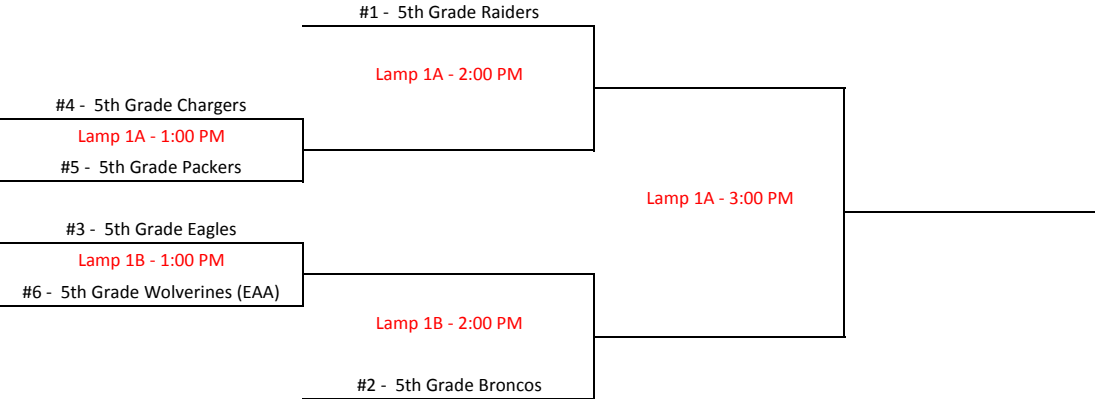 #1 - 5th Grade Raiders
Lamp 1A - 2:00 PM
#4 - 5th Grade Chargers
Lamp 1A - 1:00 PM
#5 - 5th Grade Packers
Lamp 1A - 3:00 PM
#3 - 5th Grade Eagles
Lamp 1B - 1:00 PM
#6 - 5th Grade Wolverines (EAA)
Lamp 1B - 2:00 PM
#2 - 5th Grade Broncos